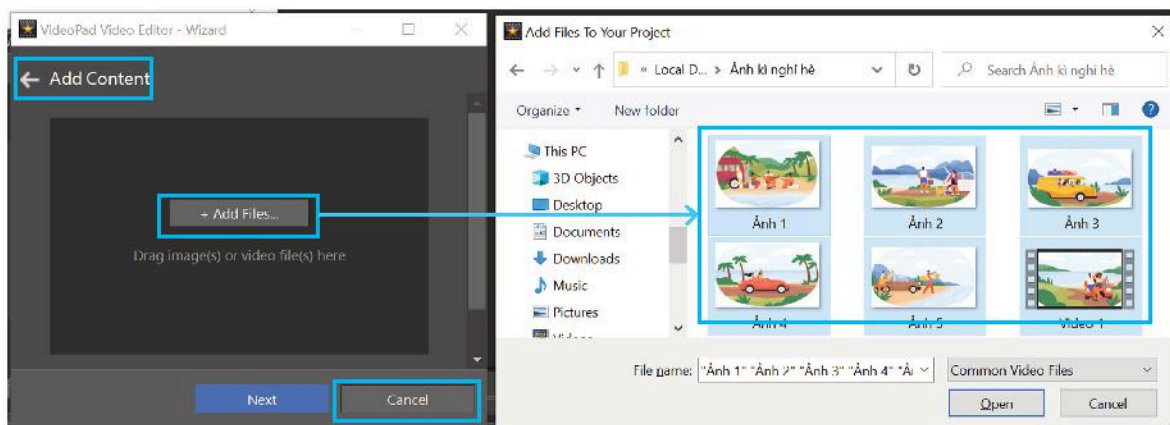 VideoPad Video Editor - Wizard
Add Content
+ Add Files...
Drag image(s) or video file(s) here
Next
Cancel
Add Files To Your Project
« Local D... > Ảnh kì nghỉ hè
Search Ảnh kì nghỉ hè
Organize
New folder
This PC
3D Objects
Desktop
Documents
Downloads
Music
Pictures
Videos
Ảnh 1
Ảnh 2
Ảnh 3
Ảnh 4
Ảnh 5
Video 1
File name:
"Ảnh 1" "Ảnh 2" "Ảnh 3" "Ảnh 4" "Ả
Common Video Files
Open
Cancel